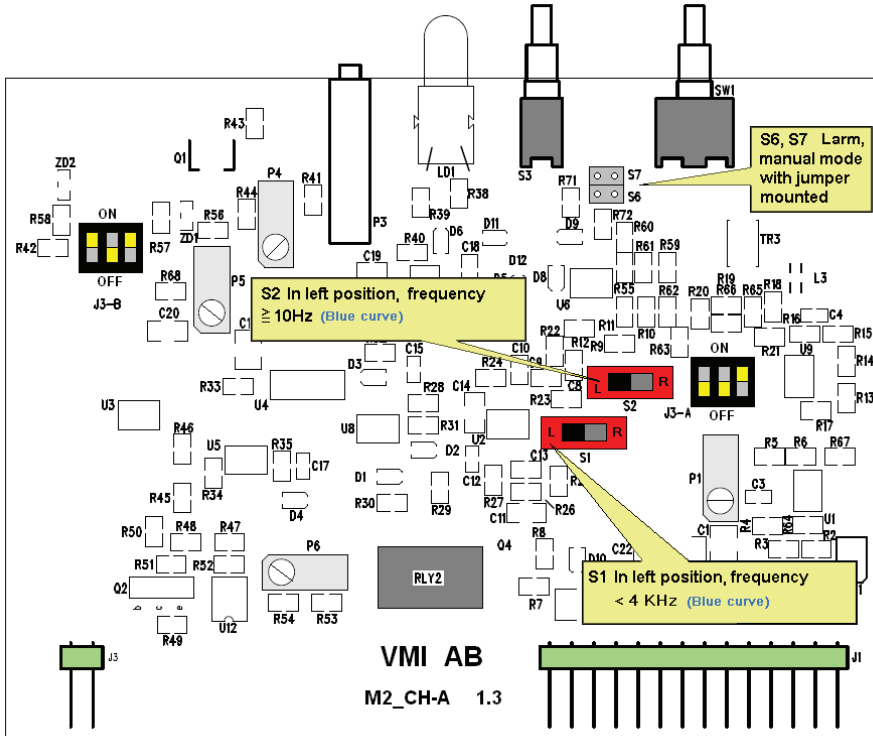 SW1
R43
ZD2
Q1
S3
LD1
S6, S7 Larm,
manual mode
with jumper
mounted
P4
R41
R44
R38
R71
S7
S6
R58
ON
R39
R72
R60
P3
R42
R57
ZD1
R56
D6
D11
D9
TR3
R40
C18
R61
R59
OFF
J3-B
R68
P5
C19
D12
D8
R19
L3
U6
R55
R62
R20
R66
R65
R18
S2 In left position, frequency
≧ 10Hz (Blue curve)
C4
C20
R11
R10
R16
R15
R22
R12
R9
R63
R21
U9
ON
D3
C15
C10
R24
C8
R14
R33
U4
R28
C14
R23
L
R
S2
J3-A
OFF
R13
U3
R31
R17
U8
U2
L
R
S1
R46
U5
R35
C17
D2
C13
P1
R5
R6
R67
R34
D1
C12
R27
R26
C3
R45
D4
R30
R29
C11
R4
R64
U1
R50
R48
R47
P6
Q4
R8
D10
C22
C1
R3
R2
R51
R52
RLY2
S1 In left position, frequency
< 4 KHz (Blue curve)
Q2
b
c
e
U12
R54
R53
R7
R49
J3
VMI AB
J1
M2_CH-A 1.3